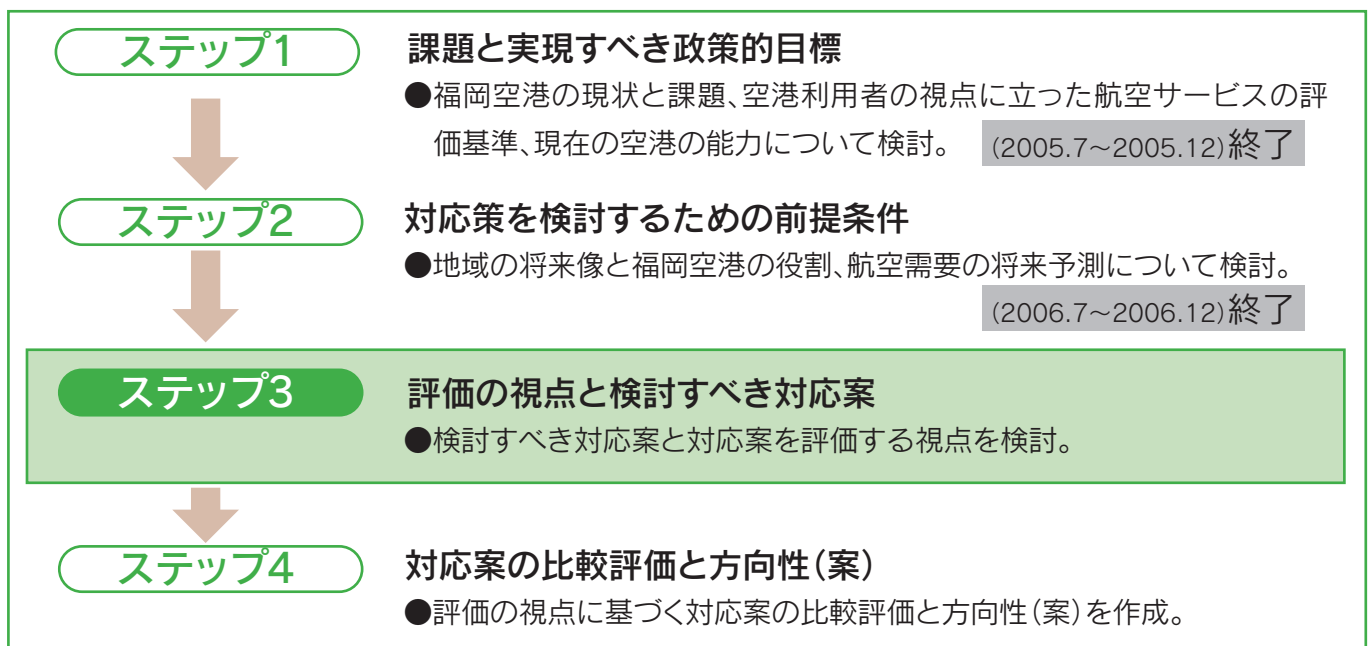 ステップ1
課題と実現すべき政策的目標
●福岡空港の現状と課題、空港利用者の視点に立った航空サービスの評
価基準、現在の空港の能力について検討。
(2005.7～2005.12)終了
ステップ2
対応策を検討するための前提条件
●地域の将来像と福岡空港の役割、航空需要の将来予測について検討。
(2006.7～2006.12)終了
ステップ3
評価の視点と検討すべき対応案
●検討すべき対応案と対応案を評価する視点を検討。
ステップ4
対応案の比較評価と方向性(案)
●評価の視点に基づく対応案の比較評価と方向性(案)を作成。